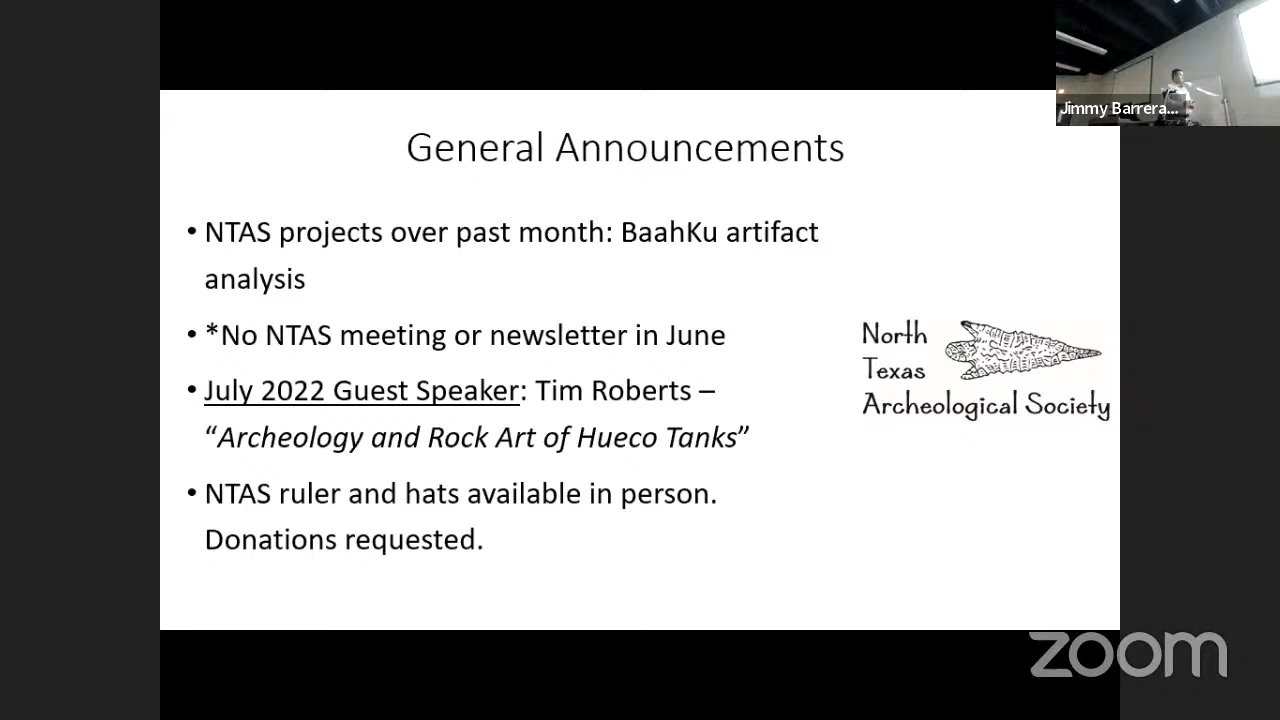 Jimmy Barrera...
General Announcements
• NTAS projects over past month: BaahKu artifact
analysis
• *No NTAS meeting or newsletter in June
• July 2022 Guest Speaker: Tim Roberts –
“Archeology and Rock Art of Hueco Tanks”
• NTAS ruler and hats available in person.
Donations requested.
North
Texas
Archeological Society
zoom